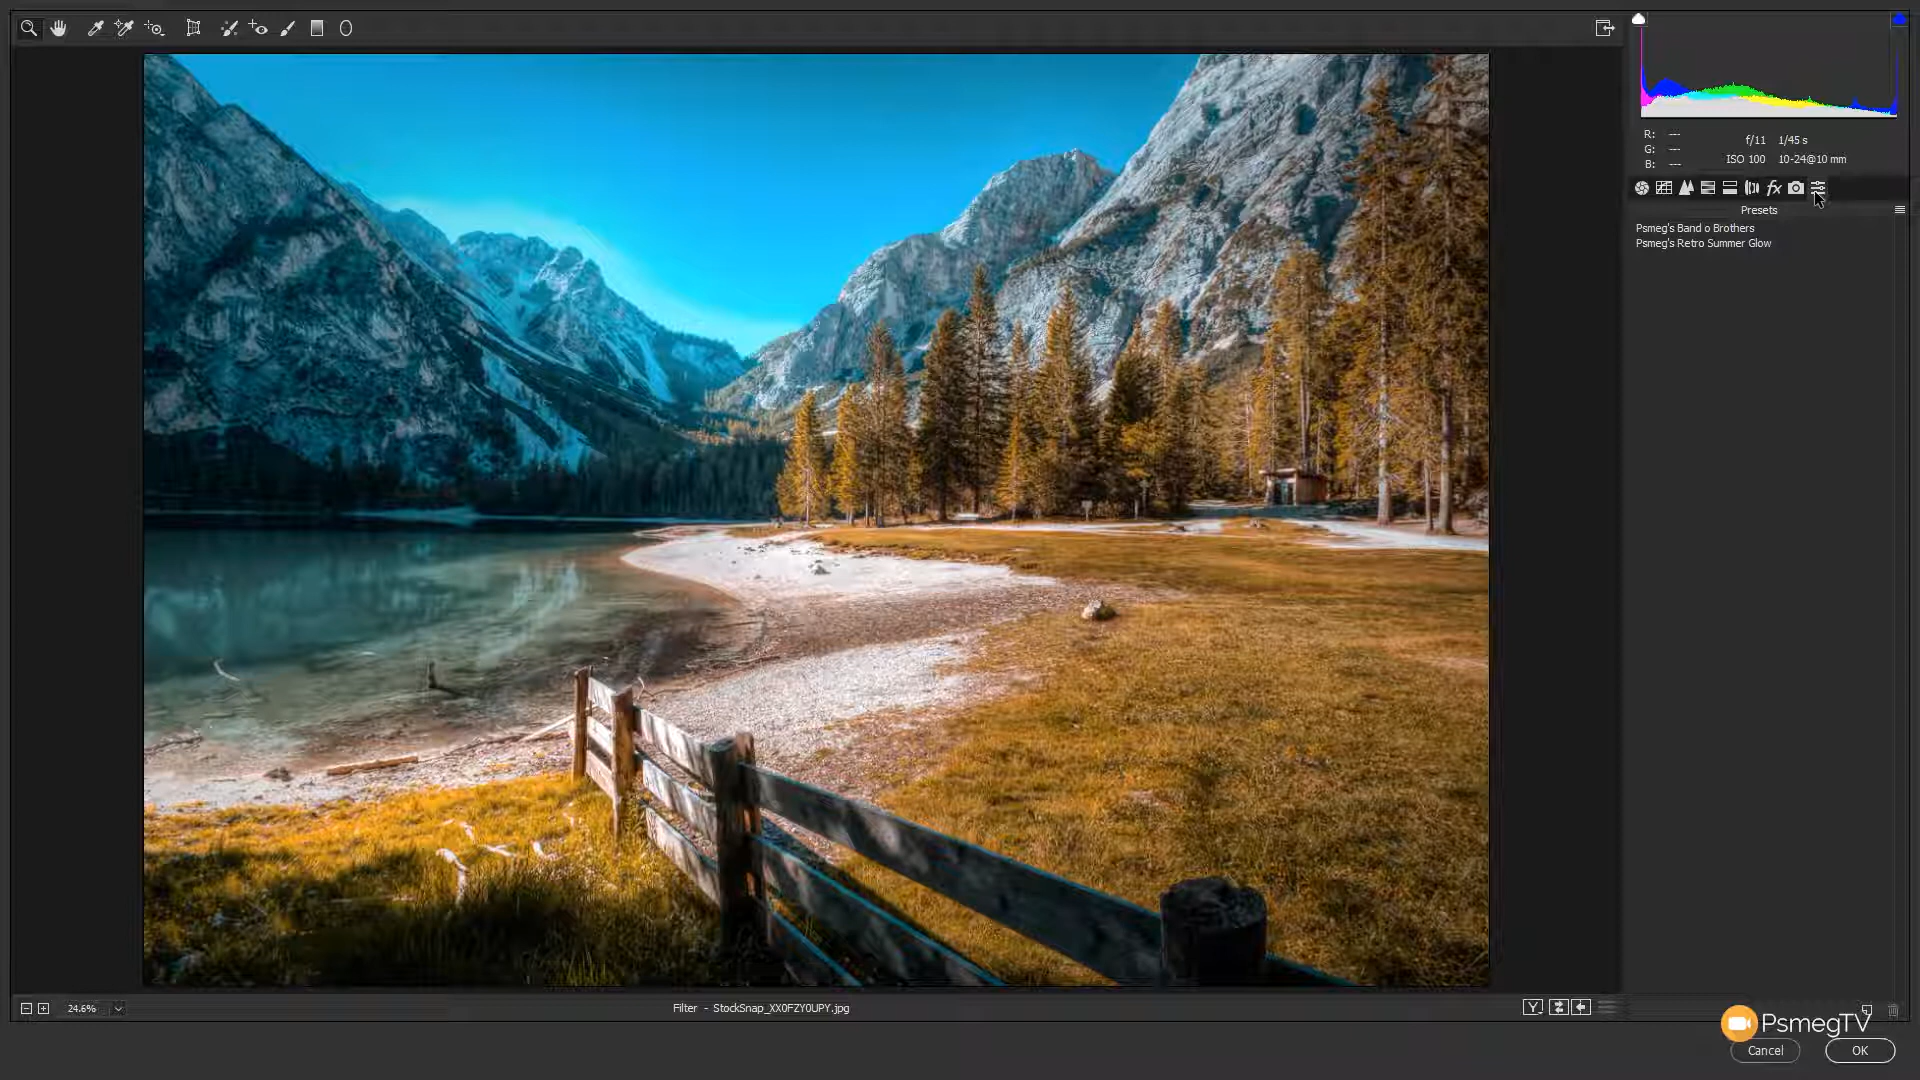 R: ---
G: ---
B: ---
f/11 1/45 s
ISO 100 10-24@10 mm
fx
Presets
Psmeg's Band o Brothers
Psmeg's Retro Summer Glow
24.6%
Filter - StockSnap_XX0FZY0UPY.jpg
Y
PsmegTV
Cancel
OK